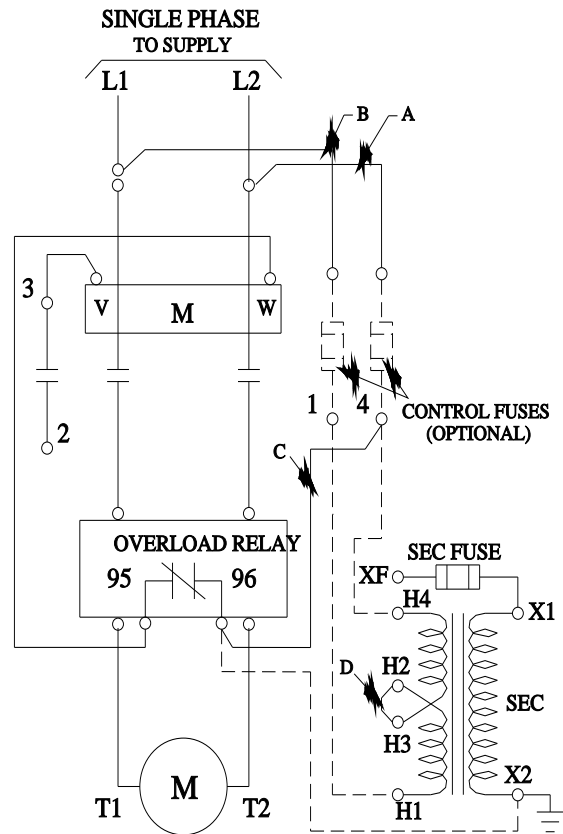 SINGLE PHASE
TO SUPPLY
L1
L2
B
A
3
V
M
W
2
1
4
CONTROL FUSES
(OPTIONAL)
C
OVERLOAD RELAY
95
96
SEC FUSE
XF
H4
X1
D
H2
SEC
H3
X2
H1
T1
M
T2